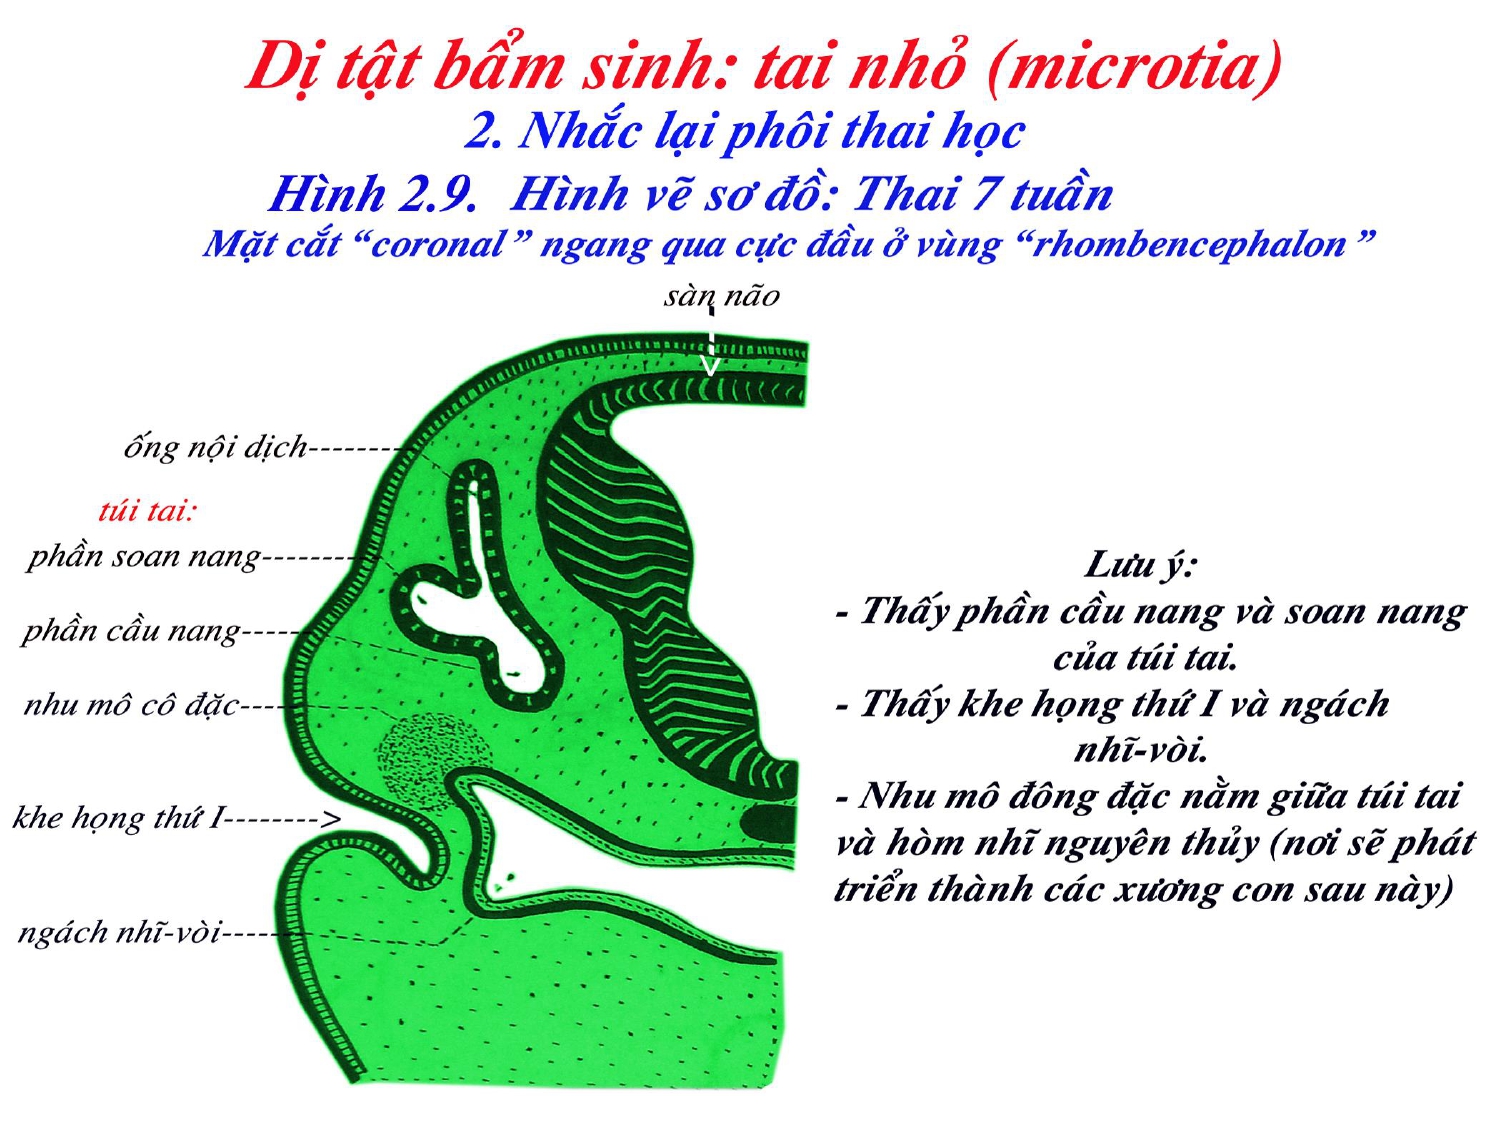 Dị tật bẩm sinh: tai nhỏ (microtia)
2. Nhắc lại phôi thai học
Hình 2.9. Hình vẽ sơ đồ: Thai 7 tuần
Mặt cắt “coronal” ngang qua cực đầu ở vùng “rhombencephalon”
sàn não
ống nội dịch--------
túi tai:
phần soan nang--------
phần cầu nang------
nhu mô cô đặc----
khe họng thứ I-------->
ngách nhĩ-vòi------
Lưu ý:
- Thấy phần cầu nang và soan nang
của túi tai.
- Thấy khe họng thứ I và ngách
nhĩ-vòi.
- Nhu mô đông đặc nằm giữa túi tai
và hòm nhĩ nguyên thủy (nơi sẽ phát
triển thành các xương con sau này)